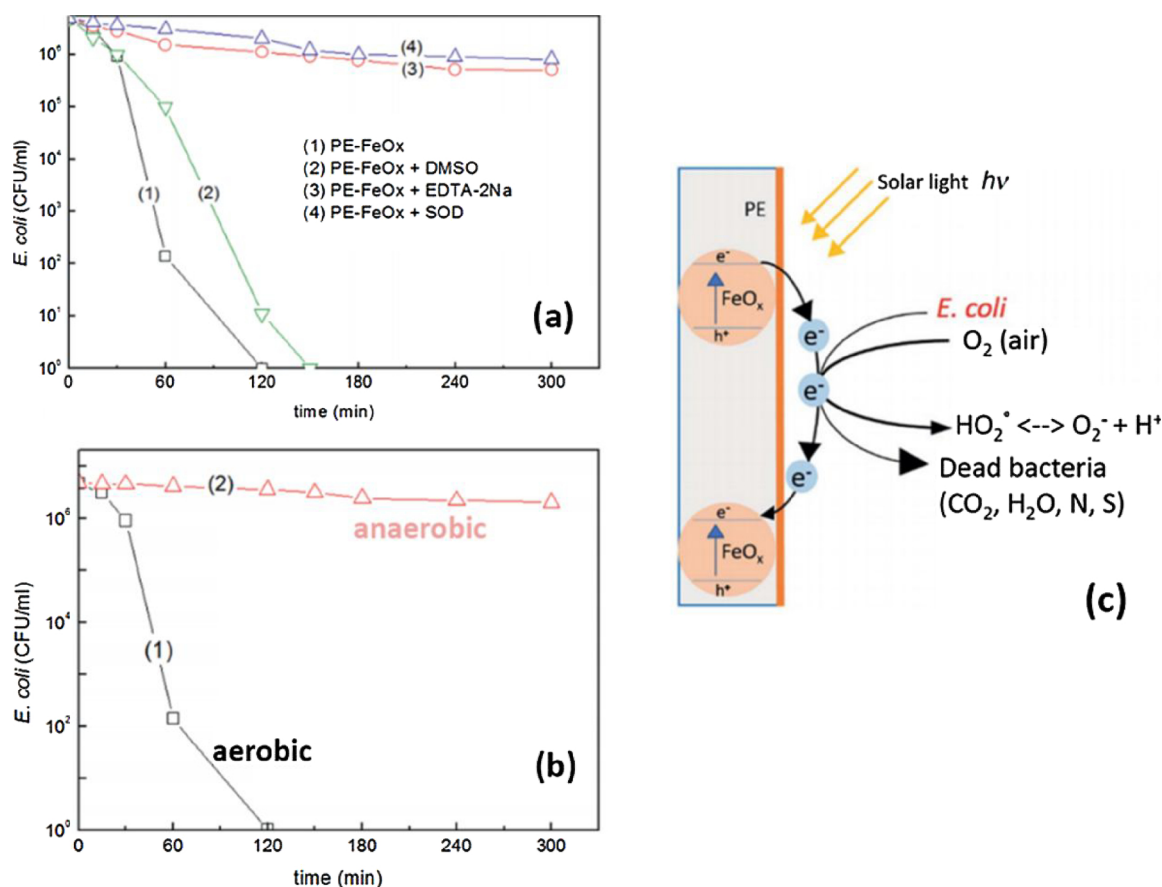 10⁶
10⁵
10⁴
10³
10²
10¹
10⁰
E. coli (CFU/ml)
(4)
(3)
(1) PE-FeOx
(2) PE-FeOx + DMSO
(3) PE-FeOx + EDTA-2Na
(4) PE-FeOx + SOD
(1)
(2)
(a)
0 60 120 180 240 300
time (min)
10⁶
10⁴
10²
10⁰
E. coli (CFU/ml)
(2)
anaerobic
(1)
aerobic
(b)
0 60 120 180 240 300
time (min)
Solar light hν
PE
e⁻
FeOₓ
h⁺
e⁻
E. coli
O₂ (air)
e⁻
HO₂• <--> O₂⁻ + H⁺
Dead bacteria
(CO₂, H₂O, N, S)
e⁻
e⁻
FeOₓ
h⁺
(c)